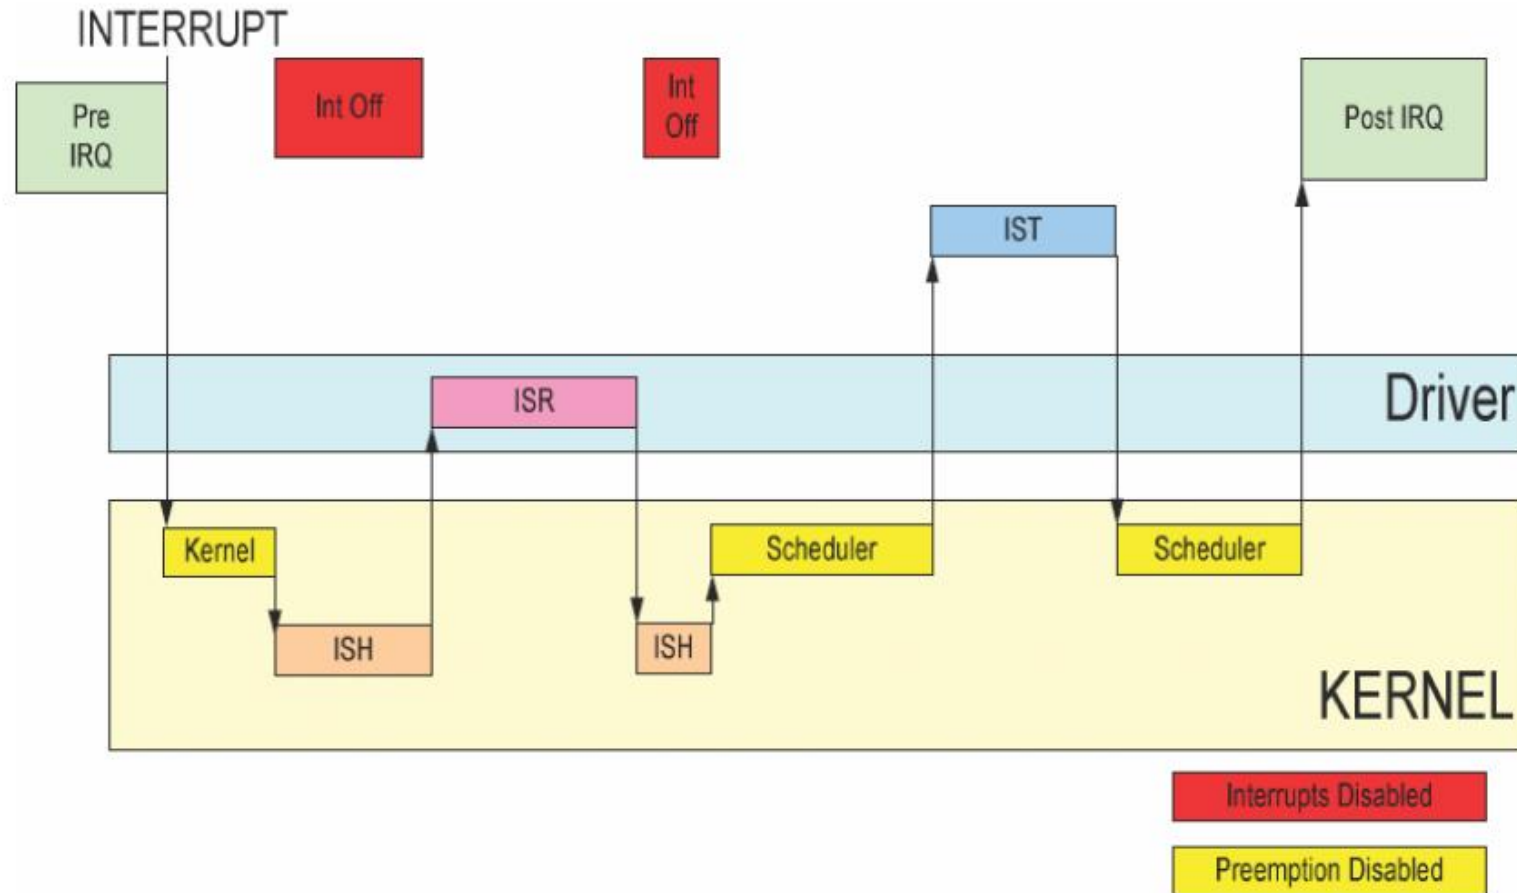 INTERRUPT
Pre
IRQ
Int Off
Int
Off
Post IRQ
IST
ISR
Driver
Kernel
Scheduler
Scheduler
ISH
ISH
KERNEL
Interrupts Disabled
Preemption Disabled